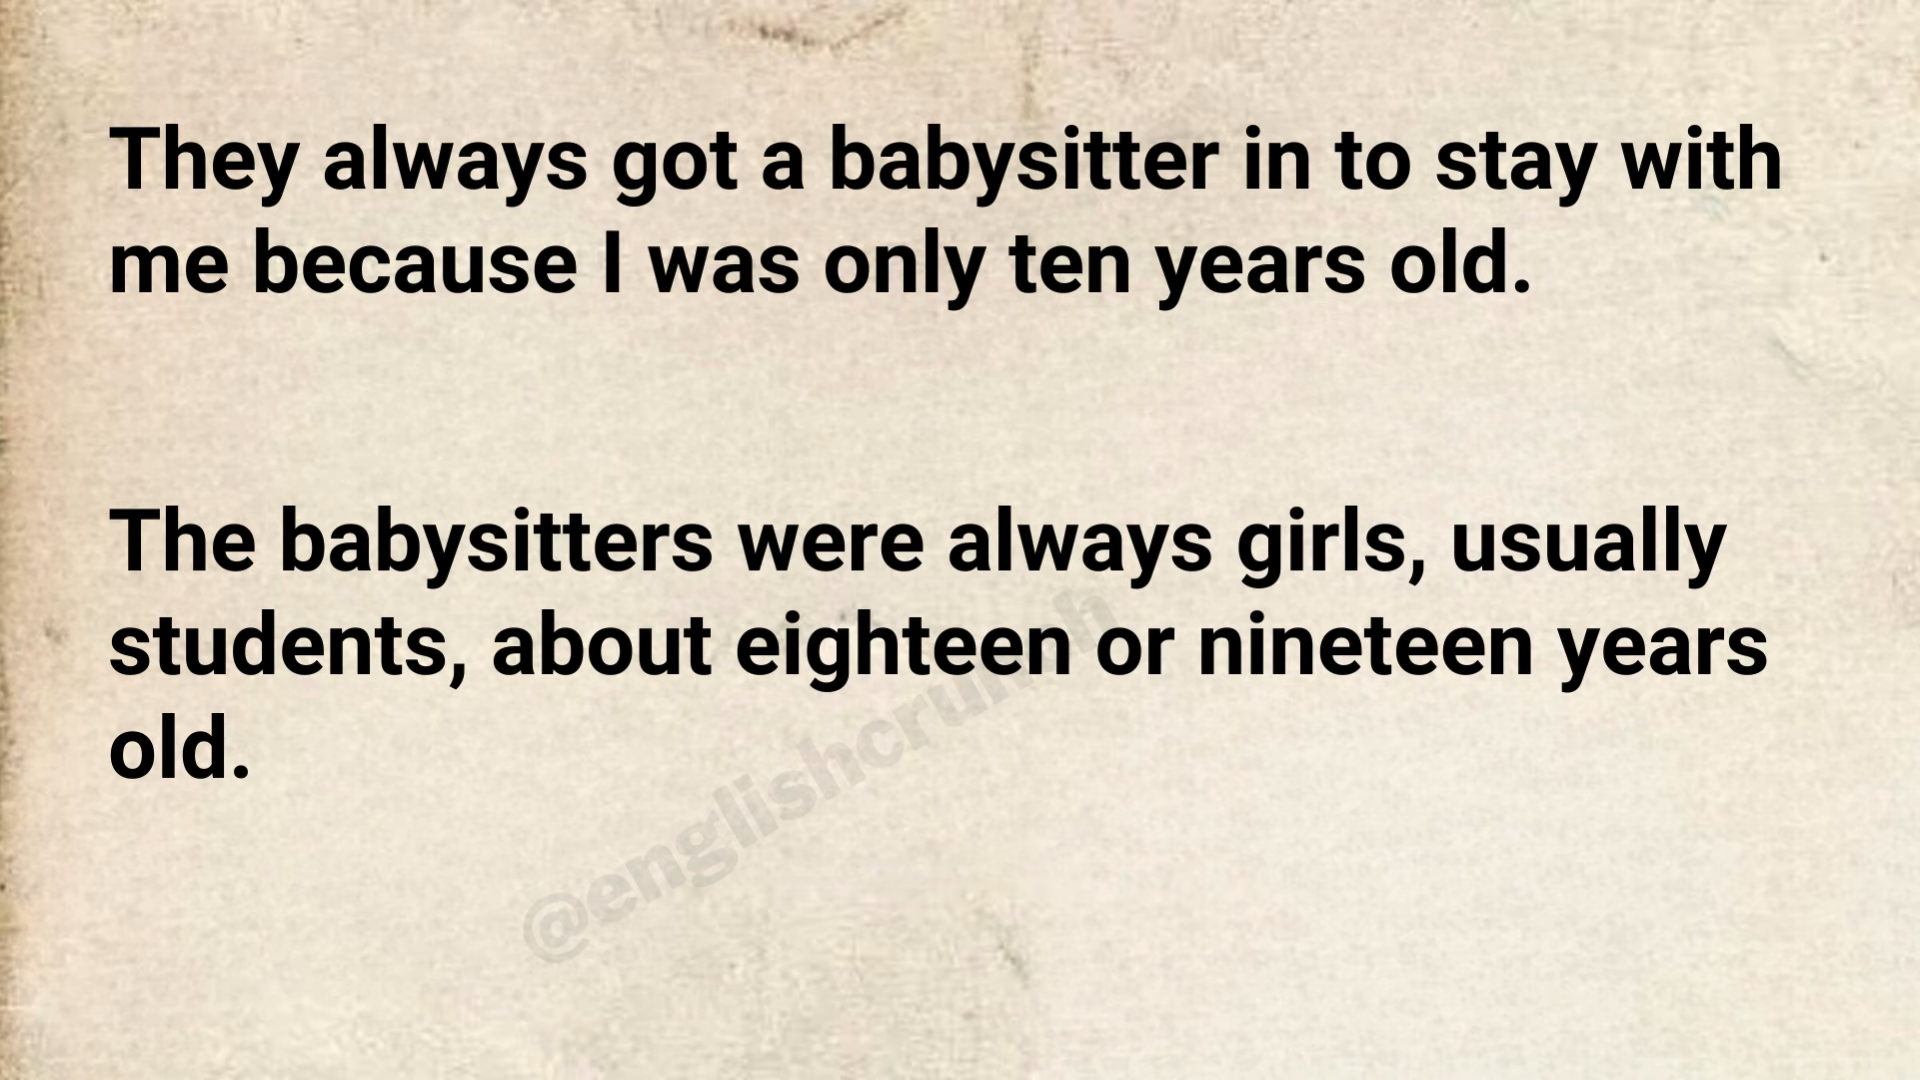 They always got a babysitter in to stay with
me because I was only ten years old.
The babysitters were always girls, usually
students, about eighteen or nineteen years
old.
@englishcrunch